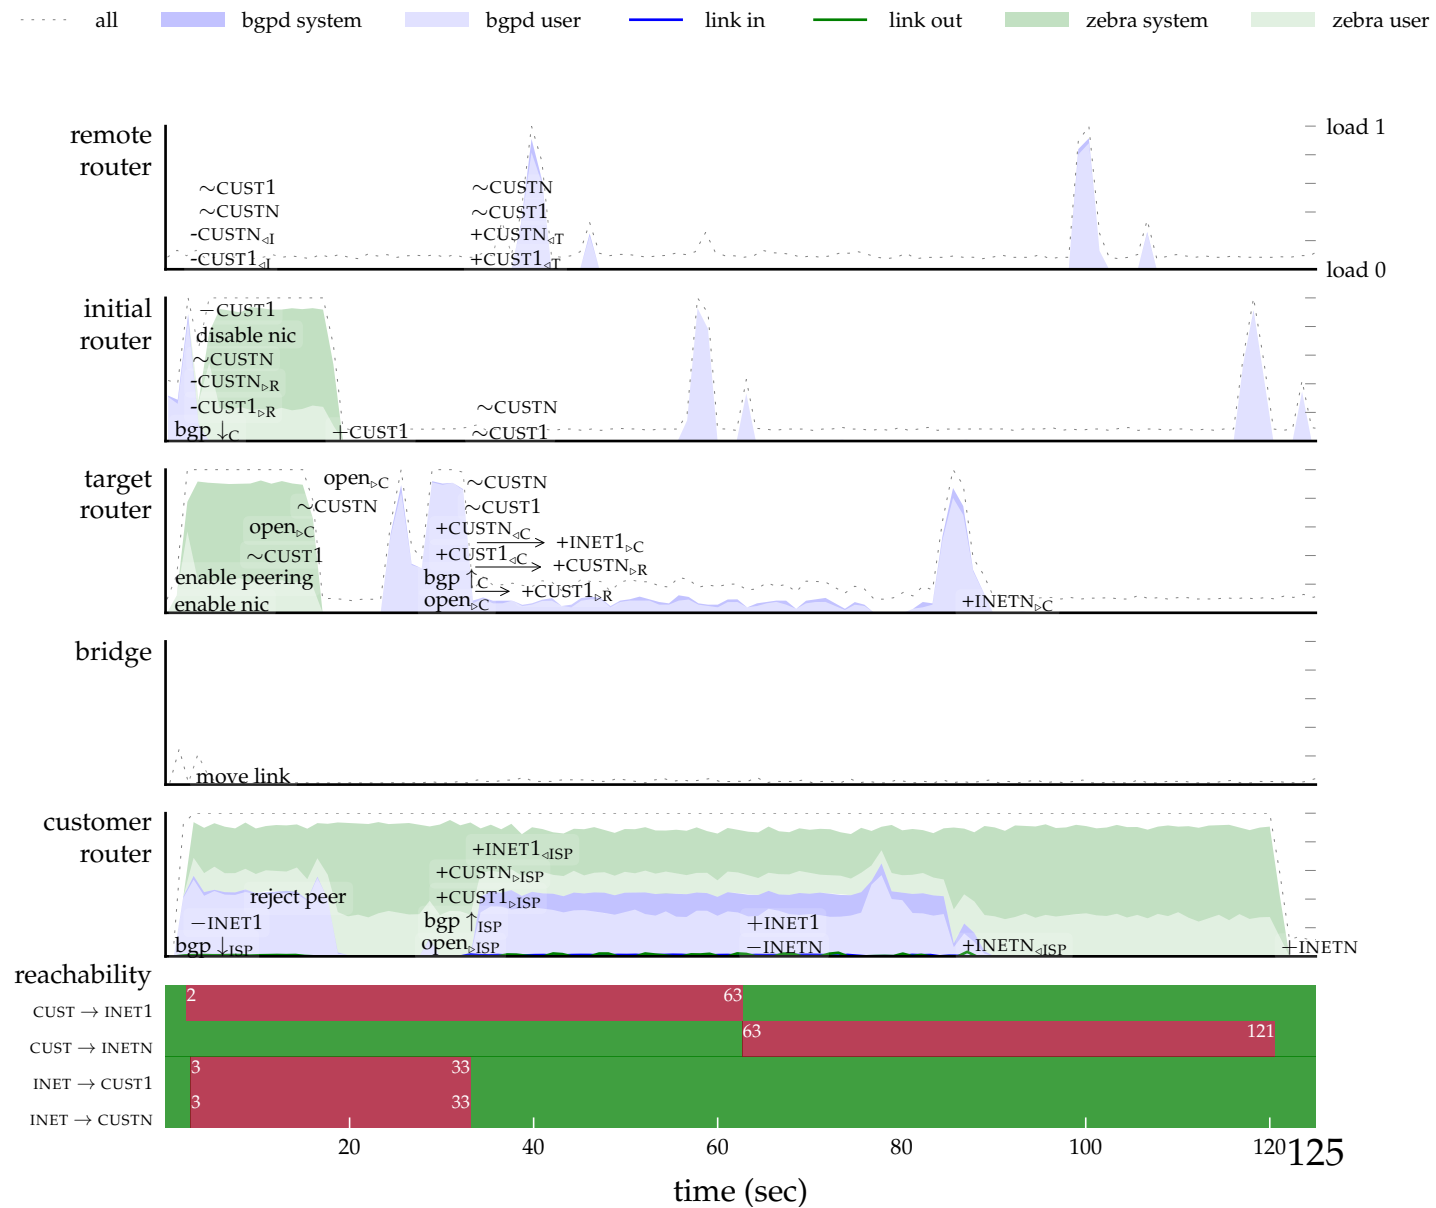 all bgpd system bgpd user link in link out zebra system zebra user
remote router
load 1
∼CUST1
∼CUSTN
-CUSTN◁I
-CUST1◁I
∼CUSTN
∼CUST1
+CUSTN◁T
+CUST1◁T
load 0
initial router
−CUST1
disable nic
∼CUSTN
-CUSTN▷R
-CUST1▷R
bgp ↓C
+CUST1
∼CUSTN
∼CUST1
target router
open▷C
∼CUSTN
∼CUSTN
∼CUST1
open▷C
∼CUST1
enable peering
enable nic
+CUSTN◁C
+INET1▷C
+CUST1◁C
+CUSTN▷R
bgp ↑C
+CUST1▷R
open▷C
+INETN▷C
bridge
move link
customer router
+INET1◁ISP
+CUSTN▷ISP
reject peer
+CUST1▷ISP
−INET1
bgp ↑ISP
+INET1
bgp ↓ISP
open▷ISP
−INETN
+INETN◁ISP
+INETN
reachability
CUST → INET1
2 63
CUST → INETN
63 121
INET → CUST1
3 33
INET → CUSTN
3 33
20 40 60 80 100 120 125
time (sec)